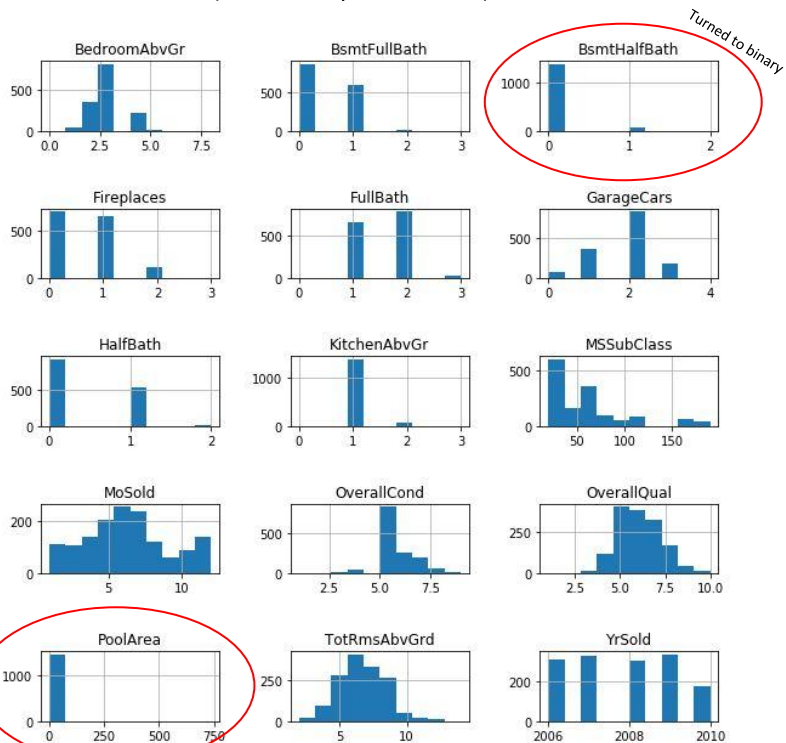 Turned to binary
BedroomAbvGr BsmtFullBath BsmtHalfBath
500
0
0.0 2.5 5.0 7.5
500
0
0 1 2 3
1000
0
0 1 2
Fireplaces FullBath GarageCars
500
0
0 1 2 3
500
0
0 1 2 3
500
0
0 2 4
HalfBath KitchenAbvGr MSSubClass
500
0
0 1 2
1000
0
0 1 2 3
500
0
50 100 150
MoSold OverallCond OverallQual
200
0
5 10
500
0
2.5 5.0 7.5
250
0
2.5 5.0 7.5 10.0
PoolArea TotRmsAbvGrd YrSold
1000
0
0 250 500 750
250
0
5 10
200
0
2006 2008 2010